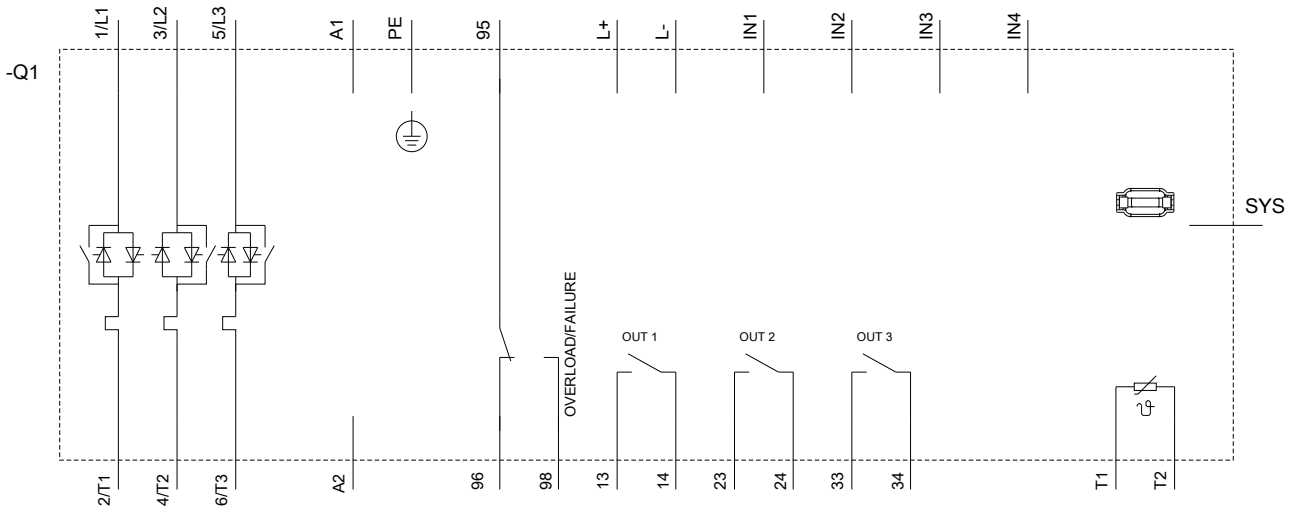 1/L1
3/L2
5/L3
A1
PE
95
L+
L-
IN1
IN2
IN3
IN4
-Q1
SYS
OVERLOAD/FAILURE
OUT 1
OUT 2
OUT 3
ϑ
2/T1
4/T2
6/T3
A2
96
98
13
14
23
24
33
34
T1
T2